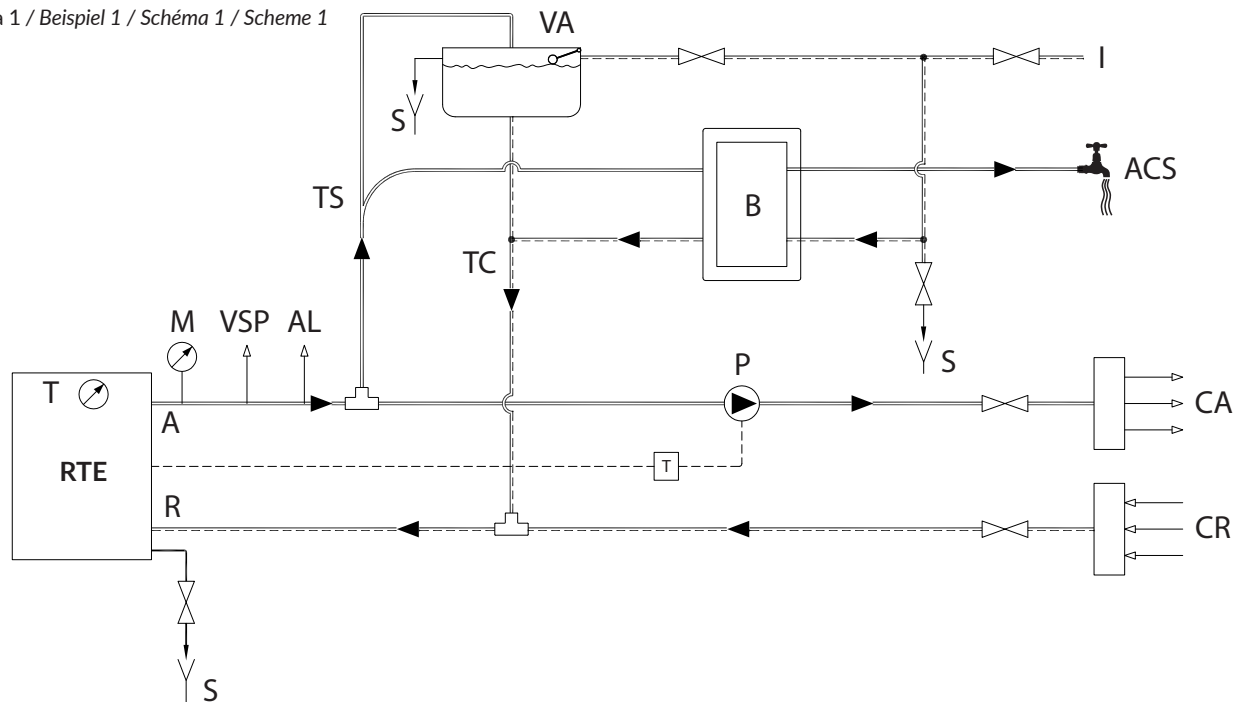 1 / Beispiel 1 / Schéma 1 / Scheme 1
VA
I
S
ACS
TS
B
TC
M VSP AL
S
P
T
A
CA
RTE
T
R
CR
S